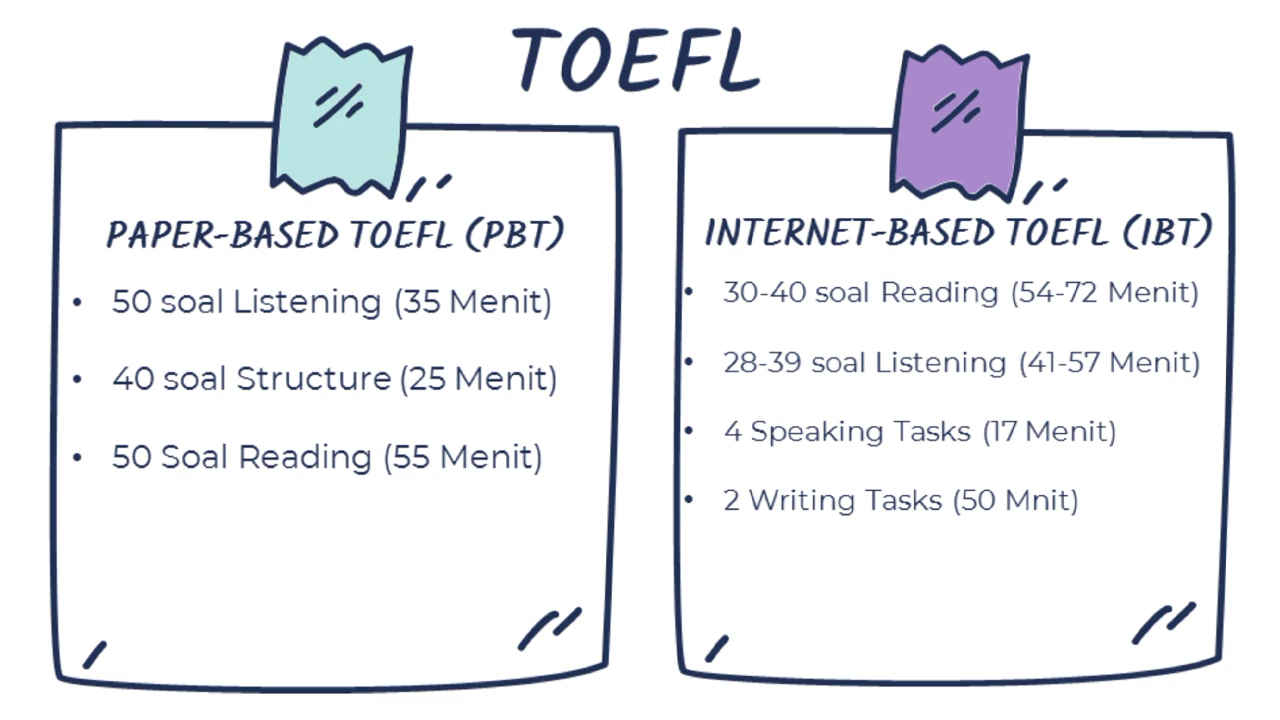 TOEFL
PAPER-BASED TOEFL (PBT)
• 50 soal Listening (35 Menit)
• 40 soal Structure (25 Menit)
• 50 Soal Reading (55 Menit)
INTERNET-BASED TOEFL (IBT)
• 30-40 soal Reading (54-72 Menit)
• 28-39 soal Listening (41-57 Menit)
• 4 Speaking Tasks (17 Menit)
• 2 Writing Tasks (50 Mnit)